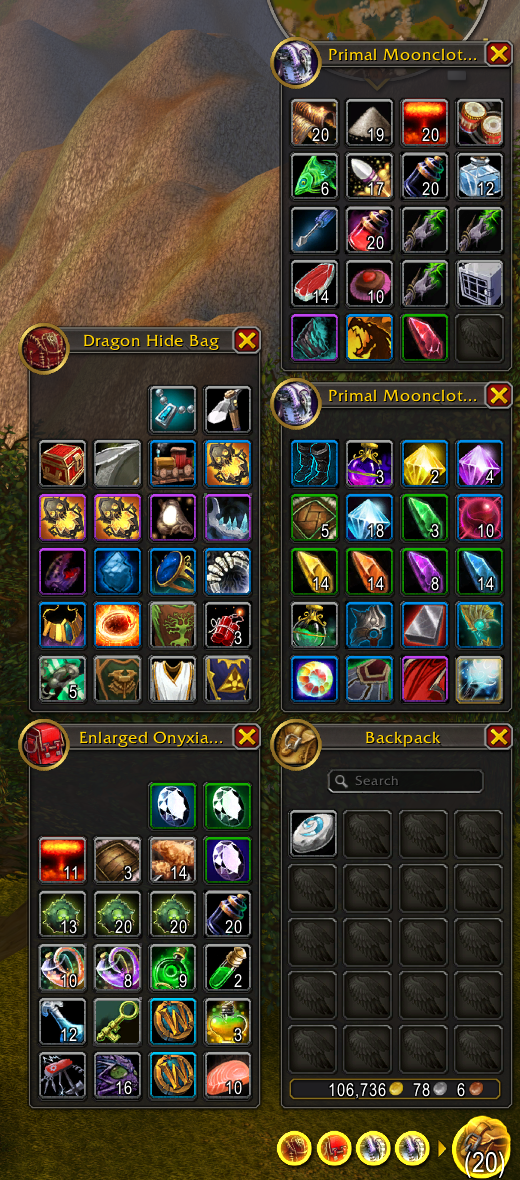 Primal Mooncloth...
20 19 20
6 17 20 12
20
14 10
Dragon Hide Bag
3
5
Primal Mooncloth...
3 2 4
5 18 3 10
14 14 8 14
Enlarged Onyxia...
11 3 14
13 20 20 20
10 8 9 2
12 3
16 10
Backpack
Search
106,736 78 6
(20)